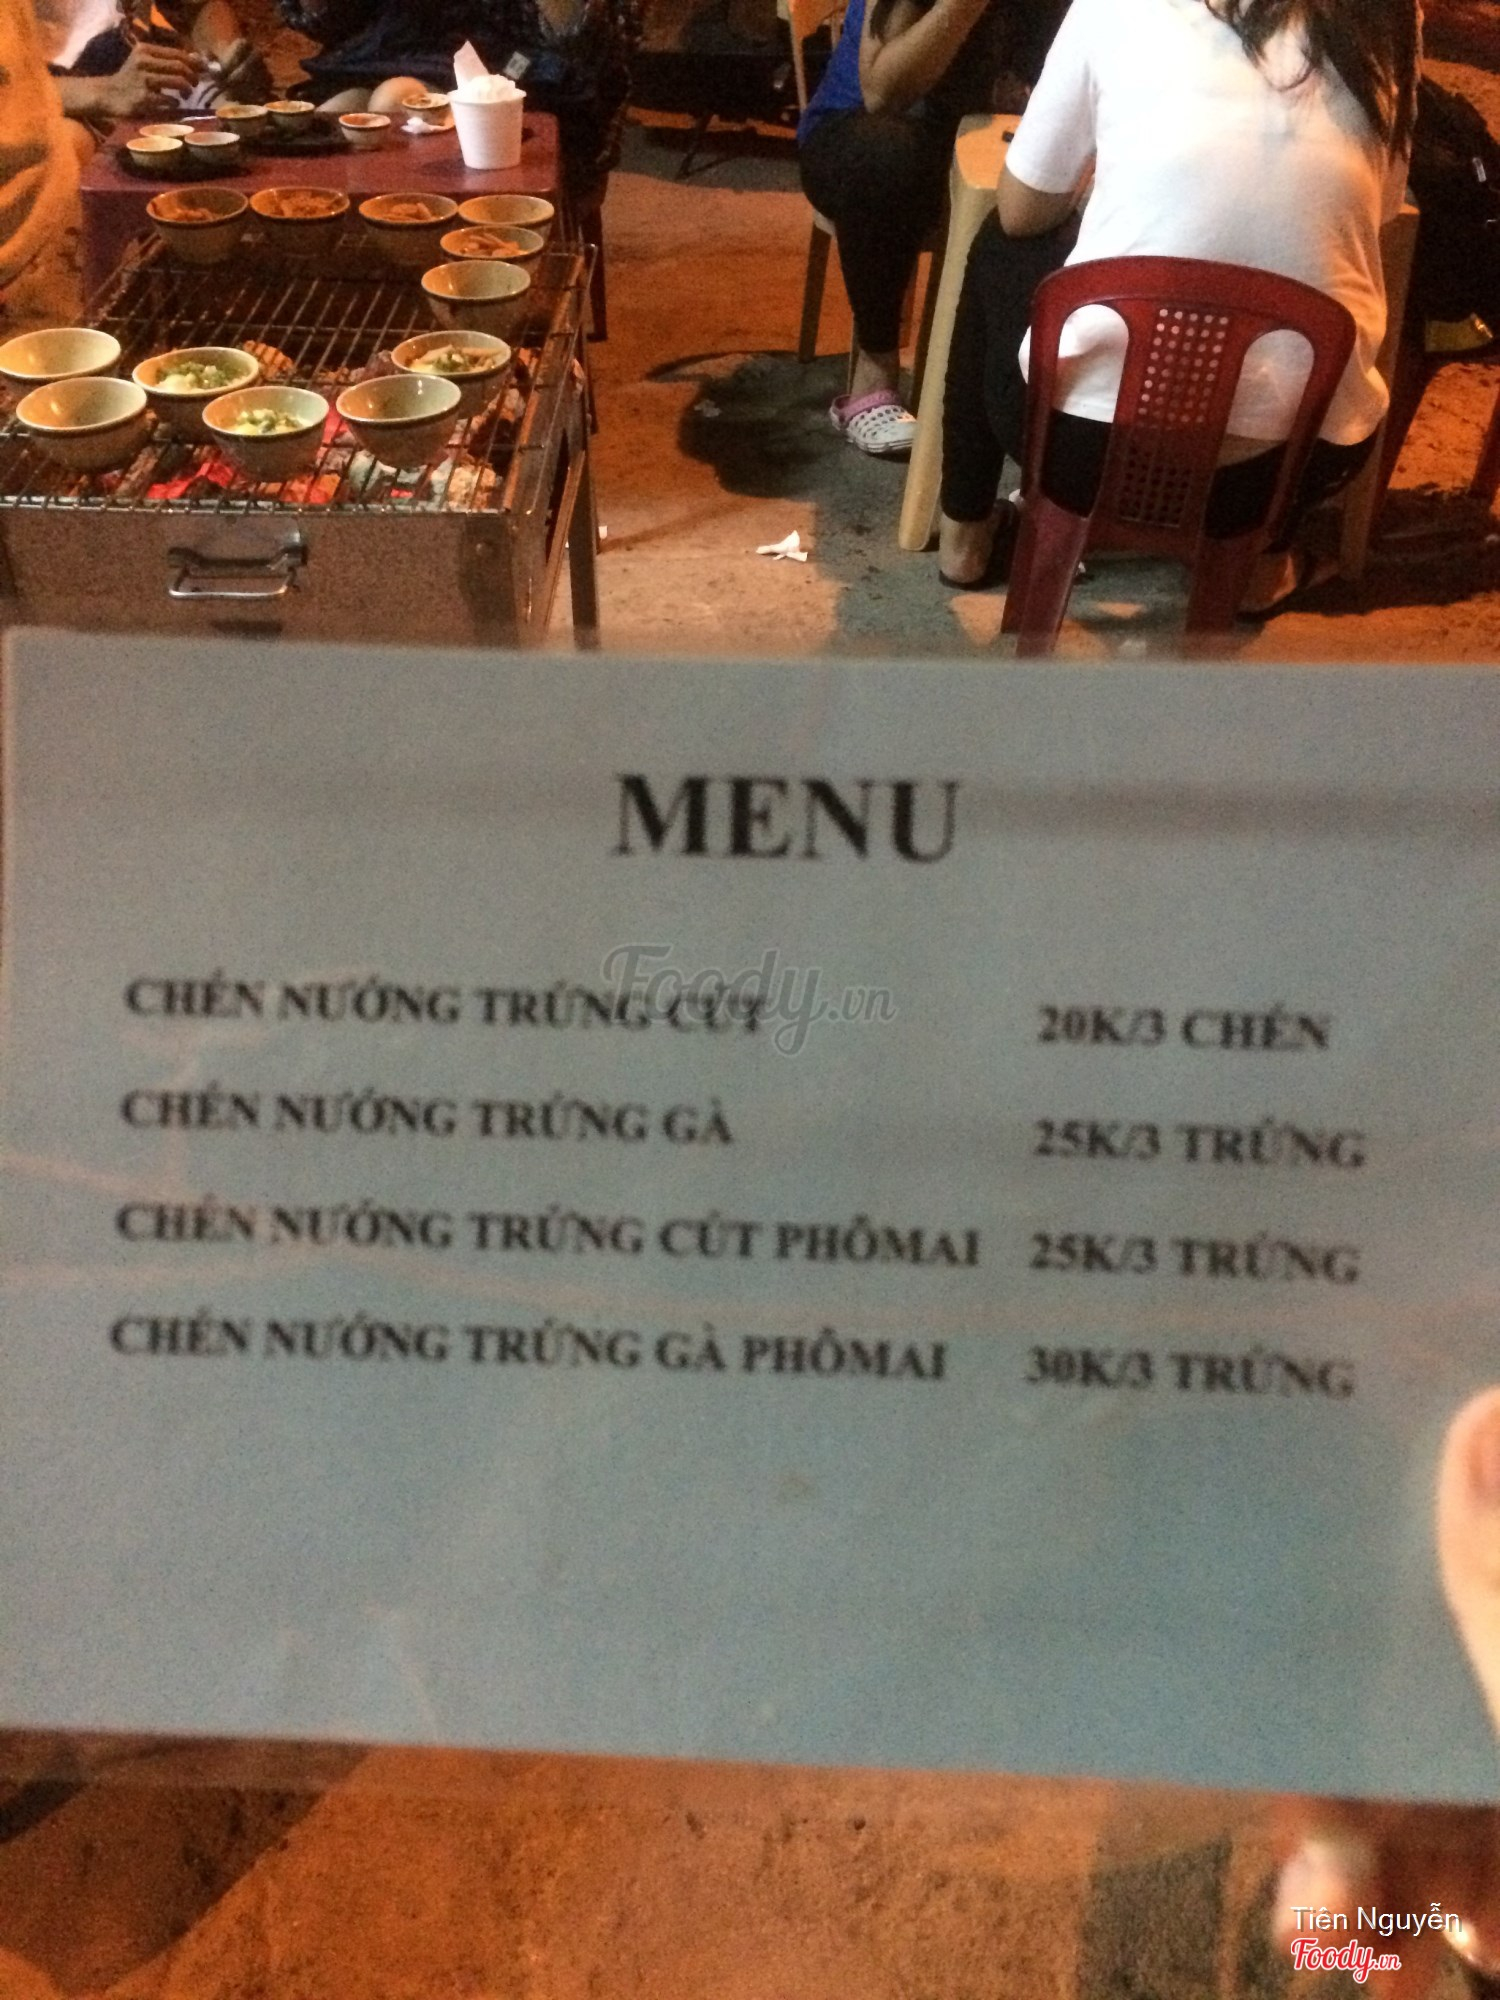 MENU
Foody.vn
CHÉN NƯỚNG TRỨNG CÚT 20K/3 CHÉN
CHÉN NƯỚNG TRỨNG GÀ 25K/3 TRỨNG
CHÉN NƯỚNG TRỨNG CÚT PHÔMAI 25K/3 TRỨNG
CHÉN NƯỚNG TRỨNG GÀ PHÔMAI 30K/3 TRỨNG
Tiên Nguyễn
Foody.vn